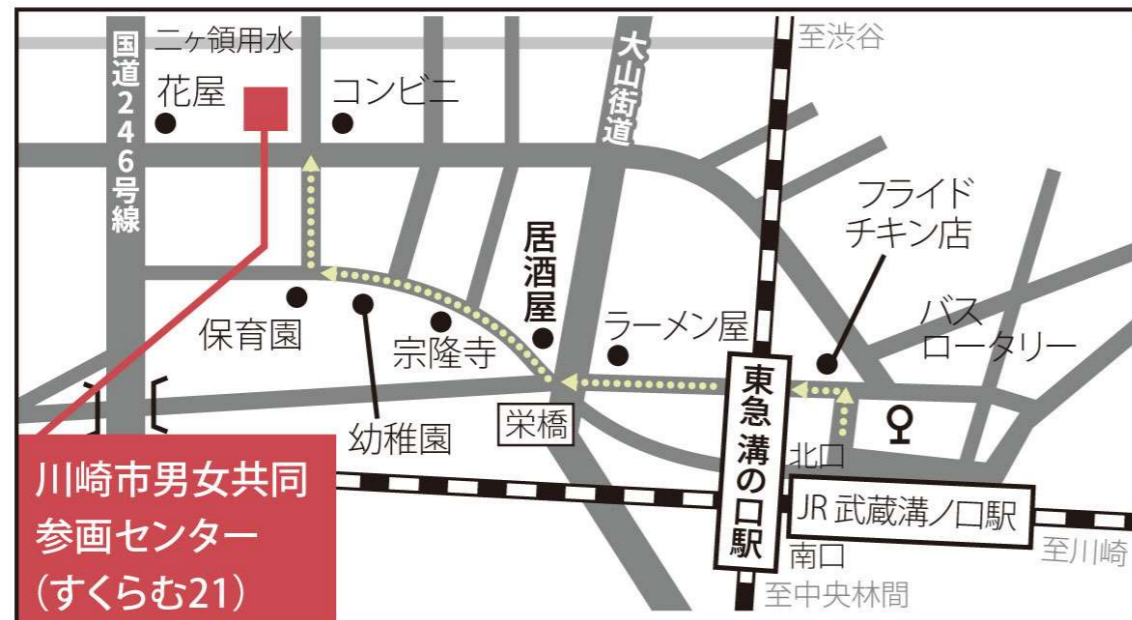 二ヶ領用水
国道246号線
花屋
コンビニ
大山街道
至渋谷
フライド
チキン店
居酒屋
保育園
宗隆寺
ラーメン屋
バス
ロータリー
幼稚園
栄橋
東急 溝の口駅
北口
JR 武蔵溝ノ口駅
南口
至川崎
至中央林間
川崎市男女共同
参画センター
(すくらむ21)